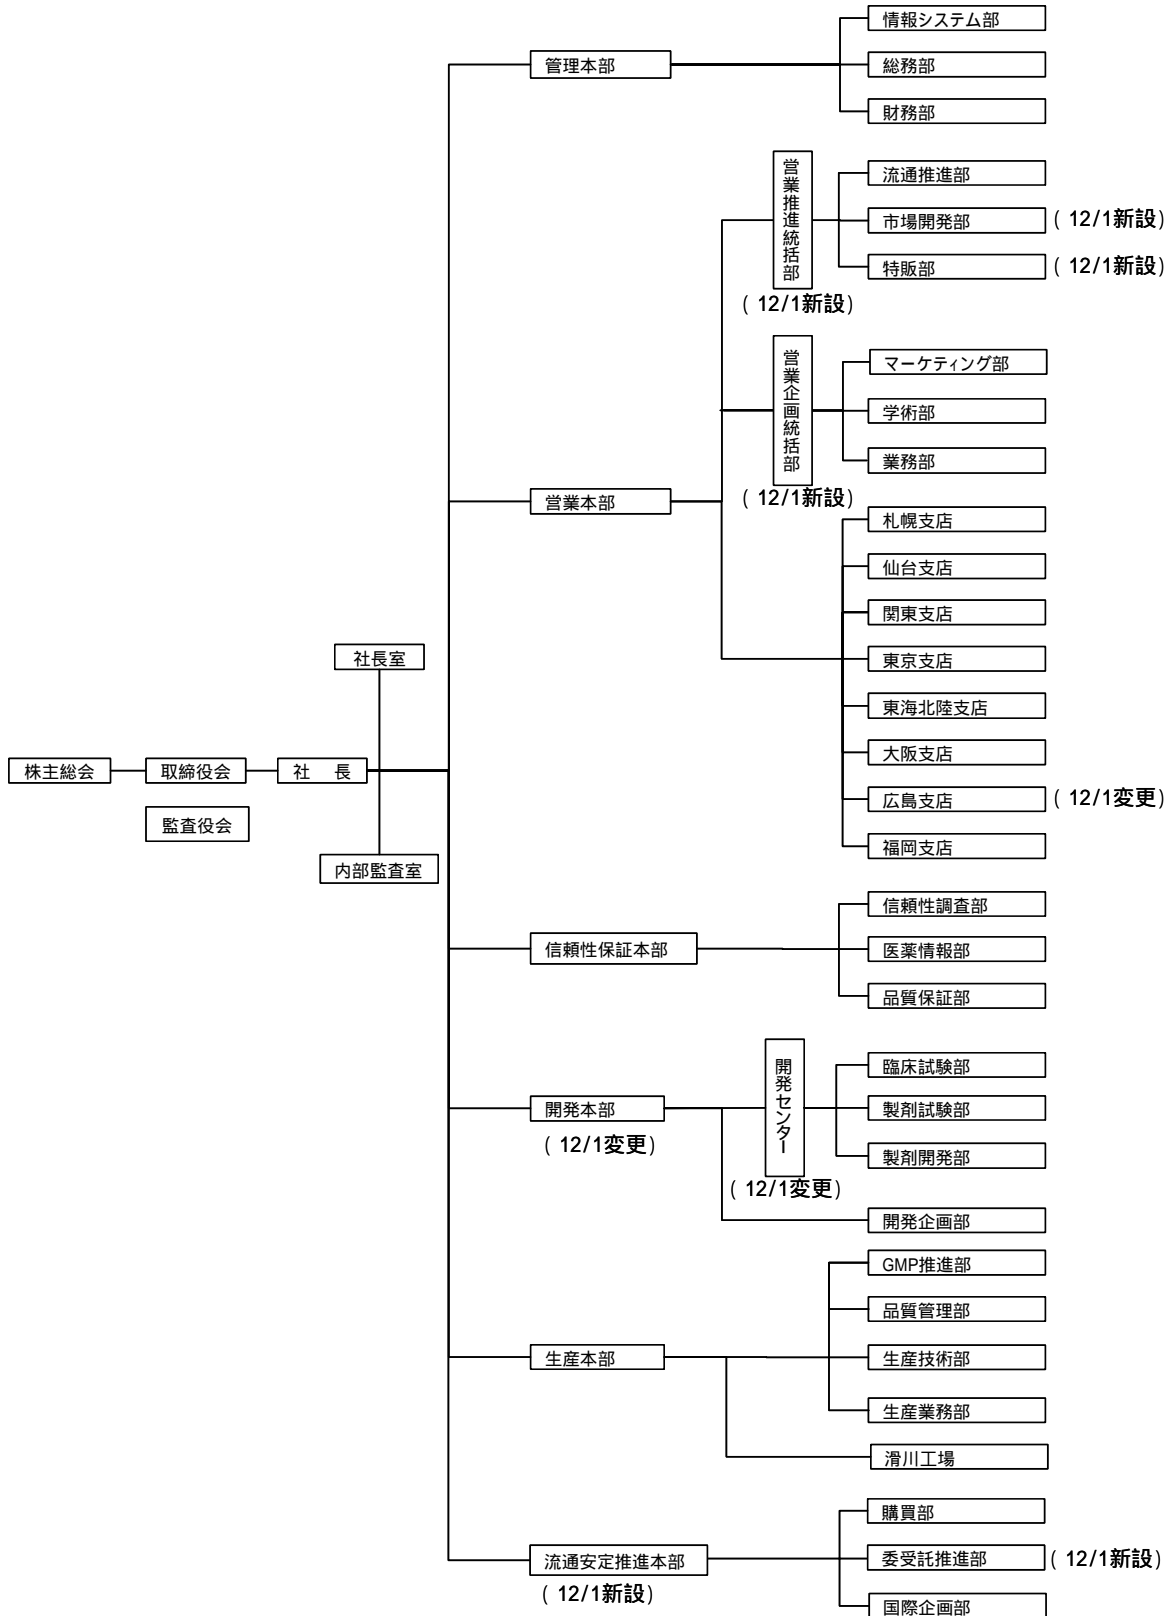 情報システム部
管理本部
総務部
財務部
営業推進統括部
(12/1新設)
流通推進部
市場開発部 (12/1新設)
特販部 (12/1新設)
営業企画統括部
(12/1新設)
マーケティング部
学術部
業務部
営業本部
札幌支店
仙台支店
関東支店
東京支店
東海北陸支店
大阪支店
広島支店 (12/1変更)
福岡支店
社長室
株主総会
取締役会
社 長
監査役会
内部監査室
信頼性保証本部
信頼性調査部
医薬情報部
品質保証部
開発本部
(12/1変更)
開発センター
(12/1変更)
臨床試験部
製剤試験部
製剤開発部
開発企画部
生産本部
GMP推進部
品質管理部
生産技術部
生産業務部
滑川工場
流通安定推進本部
(12/1新設)
購買部
委受託推進部 (12/1新設)
国際企画部